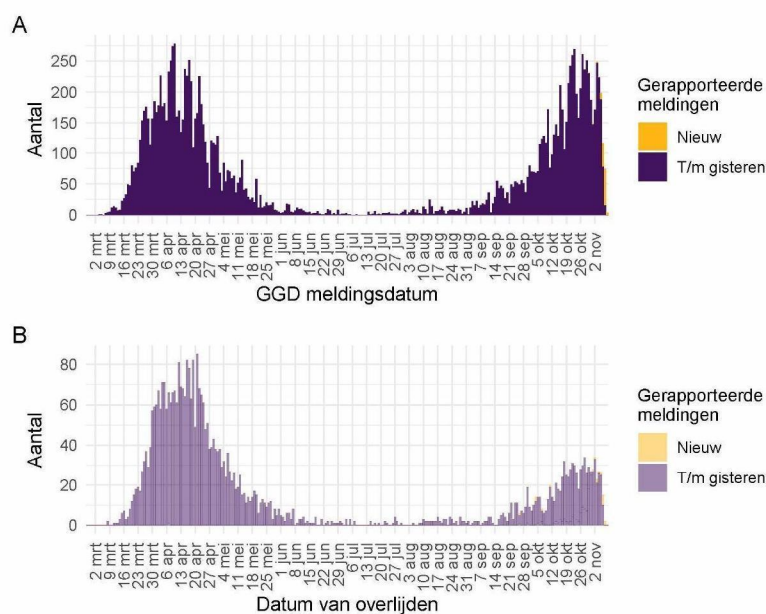 A
250
200
150
100
50
0
Aantal
2 mrt
9 mrt
16 mrt
23 mrt
30 mrt
6 apr
13 apr
20 apr
27 apr
4 mei
11 mei
18 mei
25 mei
1 jun
8 jun
15 jun
22 jun
29 jun
6 jul
13 jul
20 jul
27 jul
3 aug
10 aug
17 aug
24 aug
31 aug
7 sep
14 sep
21 sep
28 sep
5 okt
12 okt
19 okt
26 okt
2 nov
GGD meldingsdatum
Gerapporteerde
meldingen
Nieuw
T/m gisteren
B
80
60
40
20
0
Aantal
2 mrt
9 mrt
16 mrt
23 mrt
30 mrt
6 apr
13 apr
20 apr
27 apr
4 mei
11 mei
18 mei
25 mei
1 jun
8 jun
15 jun
22 jun
29 jun
6 jul
13 jul
20 jul
27 jul
3 aug
10 aug
17 aug
24 aug
31 aug
7 sep
14 sep
21 sep
28 sep
5 okt
12 okt
19 okt
26 okt
2 nov
Datum van overlijden
Gerapporteerde
meldingen
Nieuw
T/m gisteren